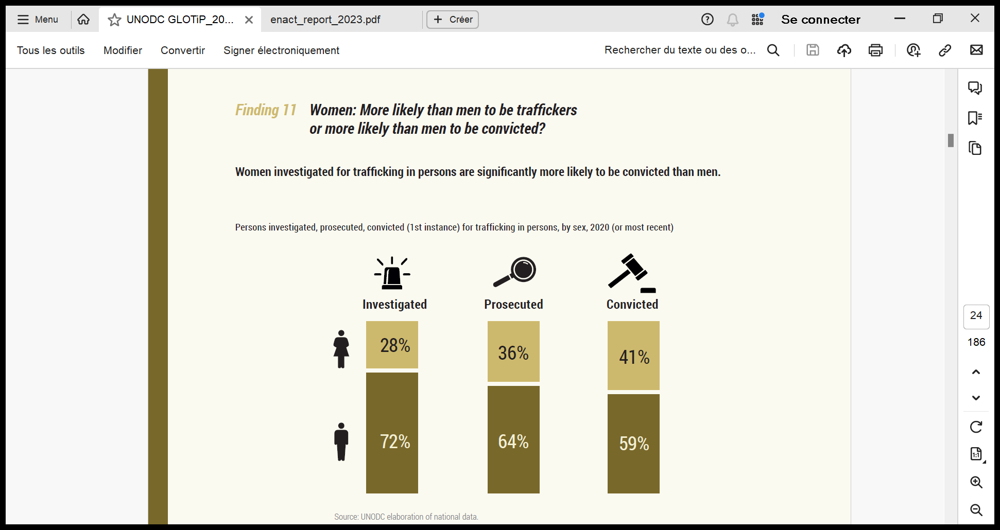 Menu
UNODC GLOTiP_20...
enact_report_2023.pdf
Créer
Se connecter
Tous les outils
Modifier
Convertir
Signer électroniquement
Rechercher du texte ou des o...
Finding 11
Women: More likely than men to be traffickers
or more likely than men to be convicted?
Women investigated for trafficking in persons are significantly more likely to be convicted than men.
Persons investigated, prosecuted, convicted (1st instance) for trafficking in persons, by sex, 2020 (or most recent)
Investigated
Prosecuted
Convicted
28%
36%
41%
72%
64%
59%
Source: UNODC elaboration of national data.
24
186
1:1